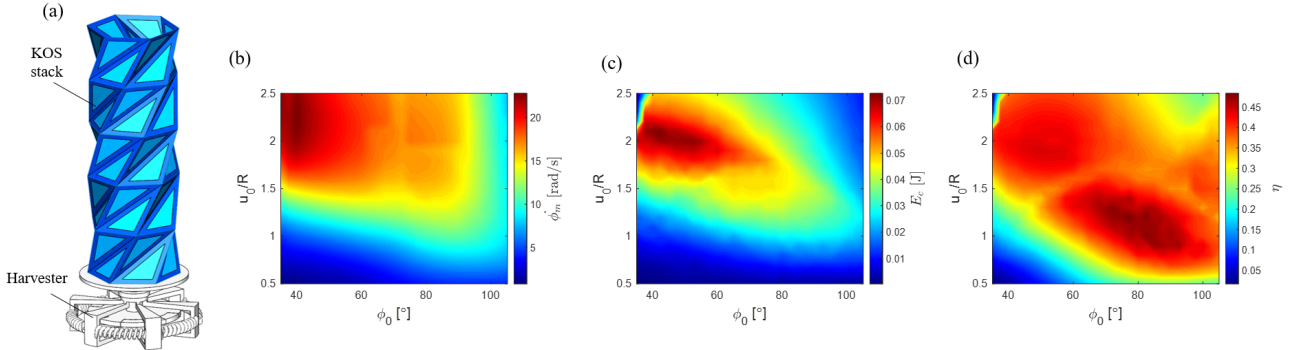 (a)
KOS
stack
Harvester
(b)
2.5
2
1.5
1
0.5
u₀/R
40
60
80
100
ϕ₀ [°]
20
15
10
5
ϕ̇ₘ [rad/s]
(c)
2.5
2
1.5
1
0.5
u₀/R
40
60
80
100
ϕ₀ [°]
0.07
0.06
0.05
0.04
0.03
0.02
0.01
E_c [J]
(d)
2.5
2
1.5
1
0.5
u₀/R
40
60
80
100
ϕ₀ [°]
0.45
0.4
0.35
0.3
0.25
0.2
0.15
0.1
0.05
η